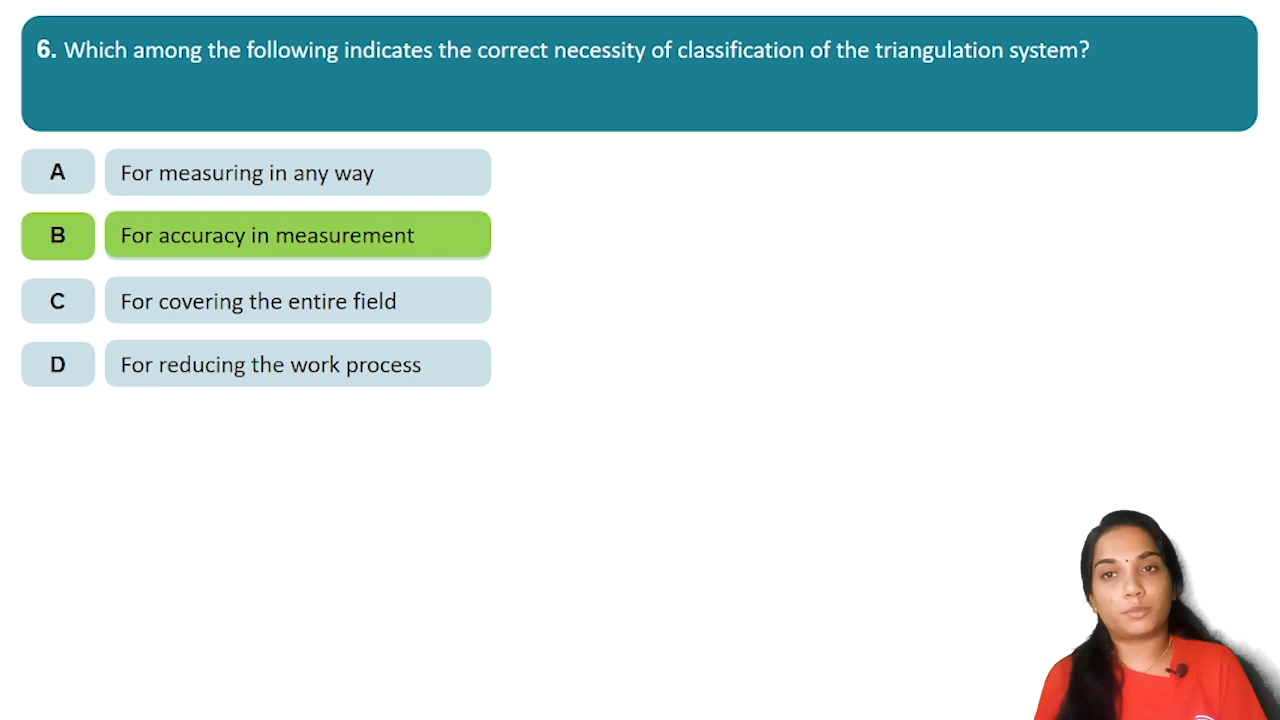 6. Which among the following indicates the correct necessity of classification of the triangulation system?
A For measuring in any way
B For accuracy in measurement
C For covering the entire field
D For reducing the work process